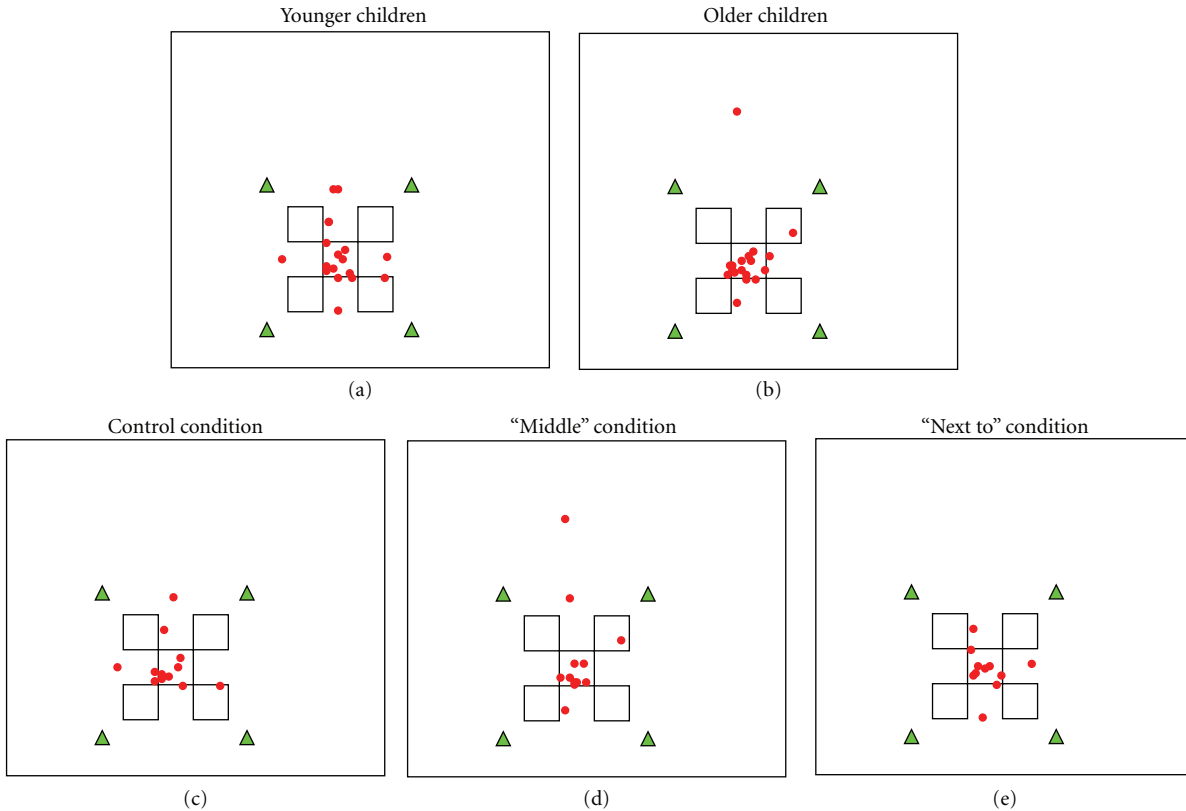 Younger children
Older children
(a)
(b)
Control condition
“Middle” condition
“Next to” condition
(c)
(d)
(e)